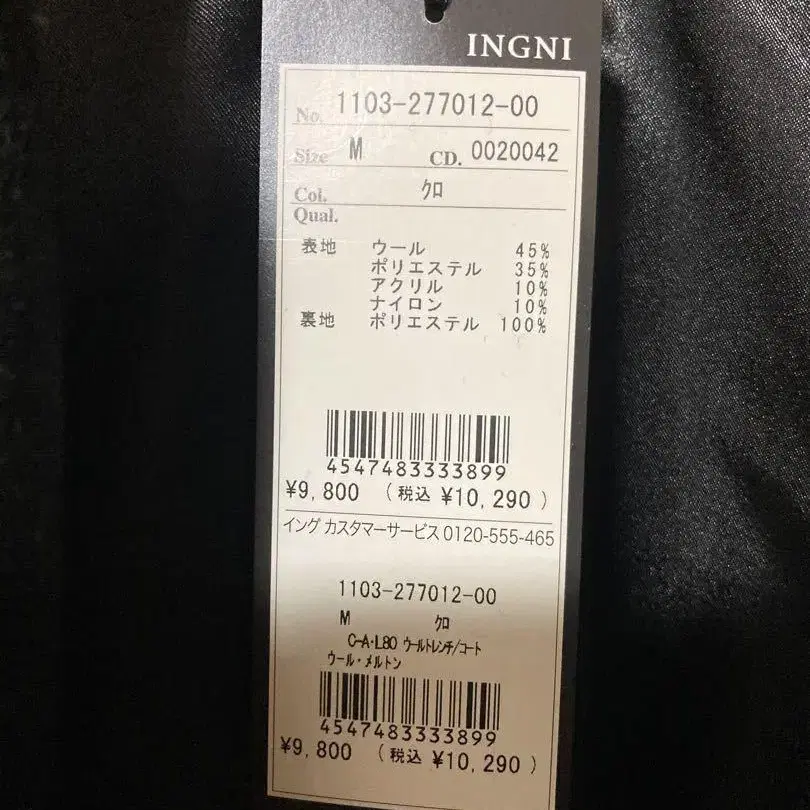 INGNI
No. 1103-277012-00
Size M CD. 0020042
Col. クロ
Qual.
表地 ウール 45%
ポリエステル 35%
アクリル 10%
ナイロン 10%
裏地 ポリエステル 100%
4547483333899
¥9,800 (税込 ¥10,290)
イング カスタマーサービス 0120-555-465
1103-277012-00
M クロ
C-A・L80 ウールトレンチ/コート
ウール・メルトン
4547483333899
¥9,800 (税込 ¥10,290)